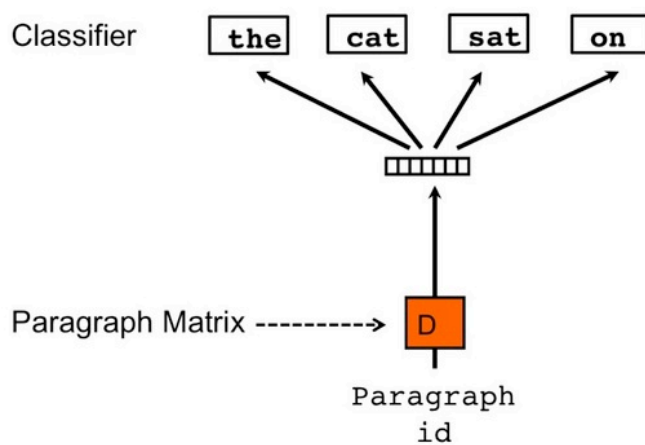 Classifier
the cat sat on
Paragraph Matrix
D
Paragraph
id